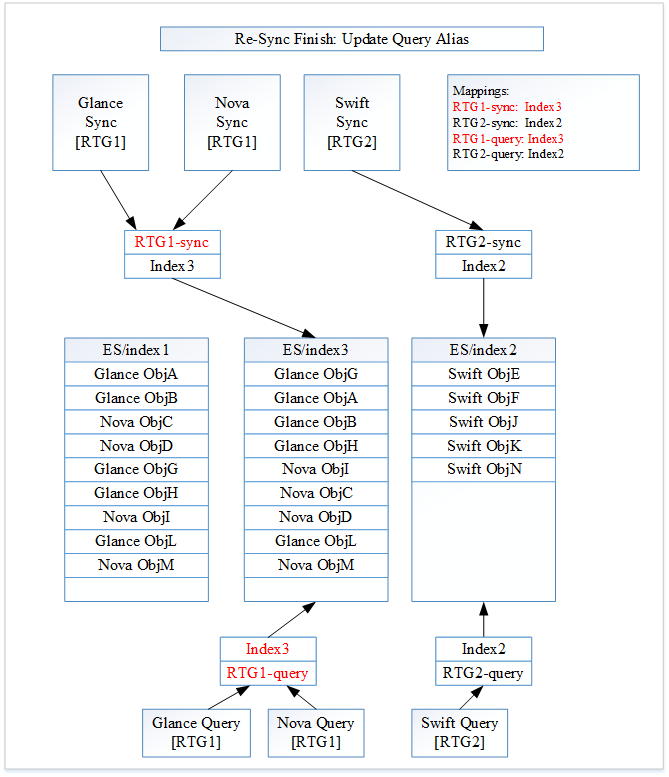 Re-Sync Finish: Update Query Alias
Glance
Sync
[RTG1]
Nova
Sync
[RTG1]
Swift
Sync
[RTG2]
Mappings:
RTG1-sync: Index3
RTG2-sync: Index2
RTG1-query: Index3
RTG2-query: Index2
RTG1-sync
Index3
RTG2-sync
Index2
ES/index1
Glance ObjA
Glance ObjB
Nova ObjC
Nova ObjD
Glance ObjG
Glance ObjH
Nova ObjI
Glance ObjL
Nova ObjM
ES/index3
Glance ObjG
Glance ObjA
Glance ObjB
Glance ObjH
Nova ObjI
Nova ObjC
Nova ObjD
Glance ObjL
Nova ObjM
ES/index2
Swift ObjE
Swift ObjF
Swift ObjJ
Swift ObjK
Swift ObjN
Index3
RTG1-query
Index2
RTG2-query
Glance Query
[RTG1]
Nova Query
[RTG1]
Swift Query
[RTG2]